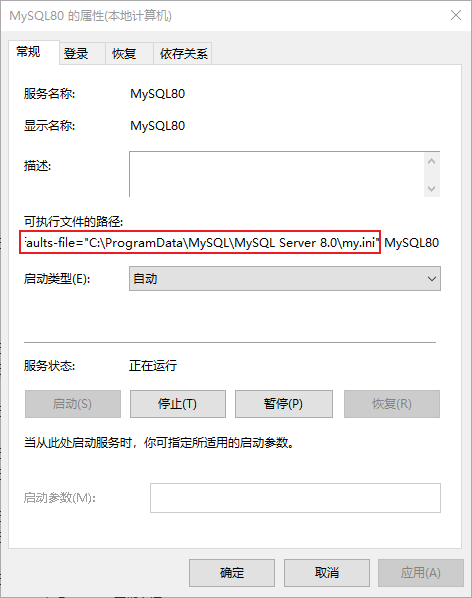 MySQL80 的属性(本地计算机)
常规 登录 恢复 依存关系
服务名称: MySQL80
显示名称: MySQL80
描述:
可执行文件的路径:
aults-file="C:\ProgramData\MySQL\MySQL Server 8.0\my.ini" MySQL80
启动类型(E): 自动
服务状态: 正在运行
启动(S) 停止(T) 暂停(P) 恢复(R)
当从此处启动服务时，你可指定所适用的启动参数。
启动参数(M):
确定 取消 应用(A)